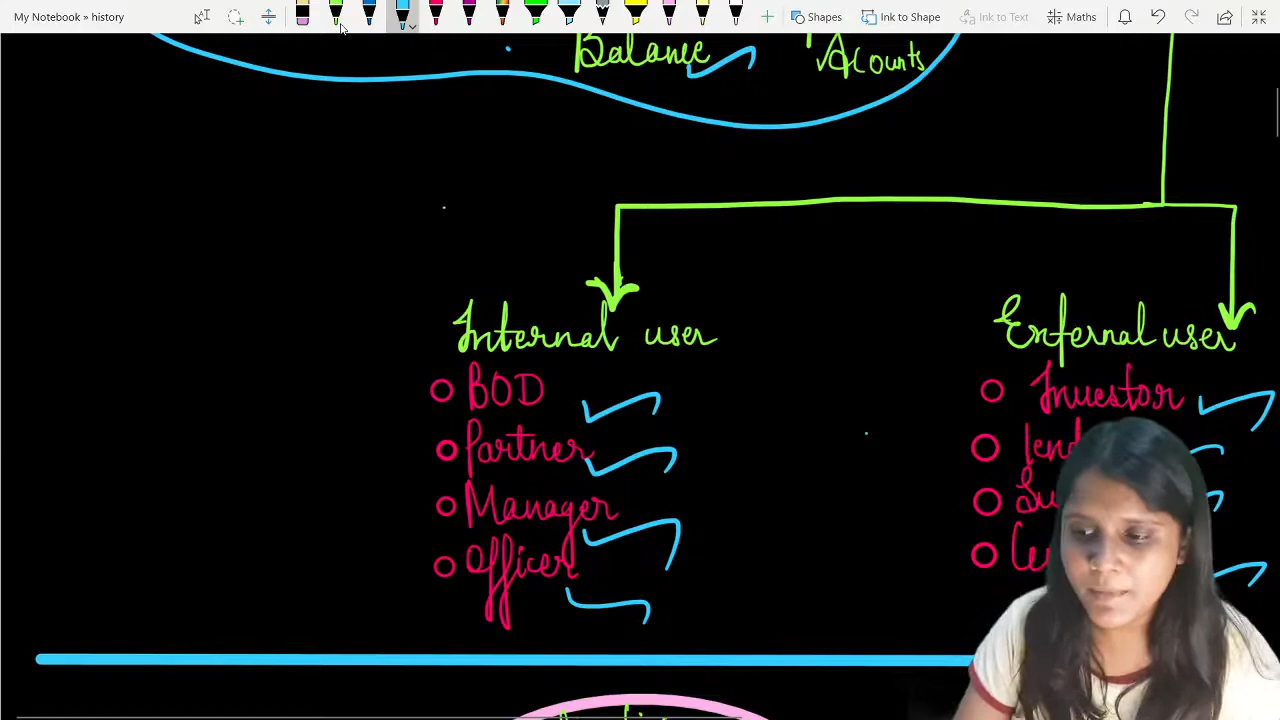 My Notebook » history
Shapes
Ink to Shape
Ink to Text
Maths
Balance
Acounts
Internal user
External user
BOD
Investor
Partner
Manager
Officer